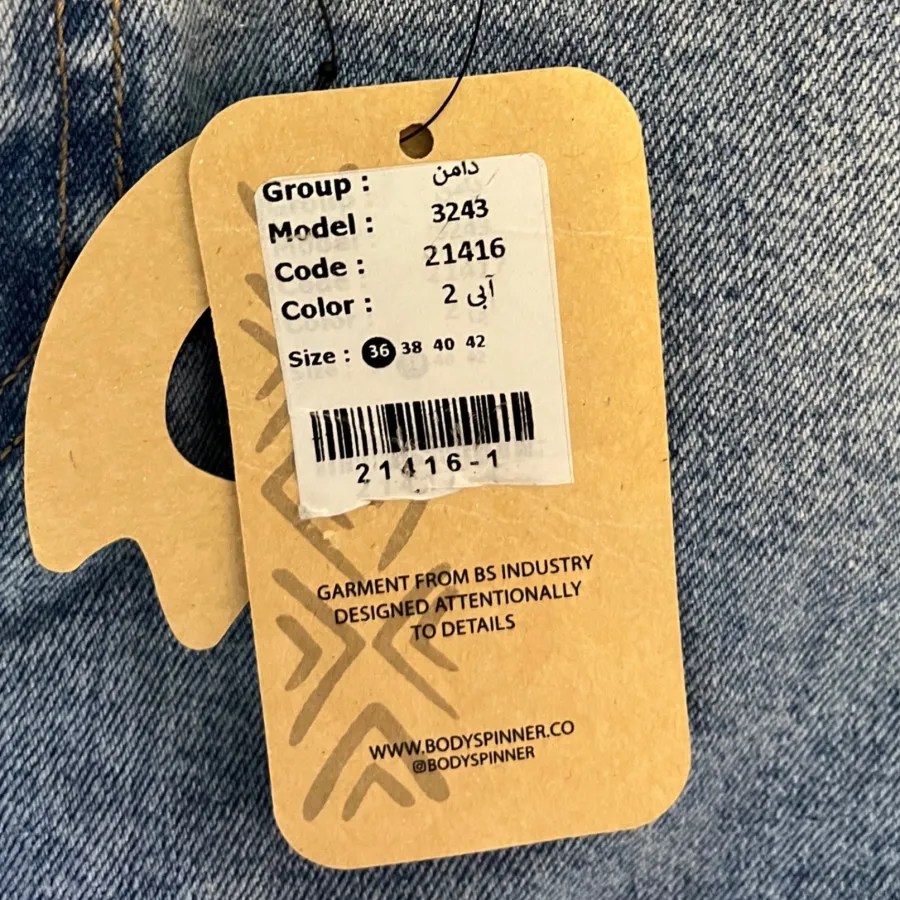 Group : دامن
Model : 3243
Code : 21416
Color : آبی 2
Size : 36 38 40 42
21416-1
GARMENT FROM BS INDUSTRY
DESIGNED ATTENTIONALLY
TO DETAILS
WWW.BODYSPINNER.CO
@BODYSPINNER